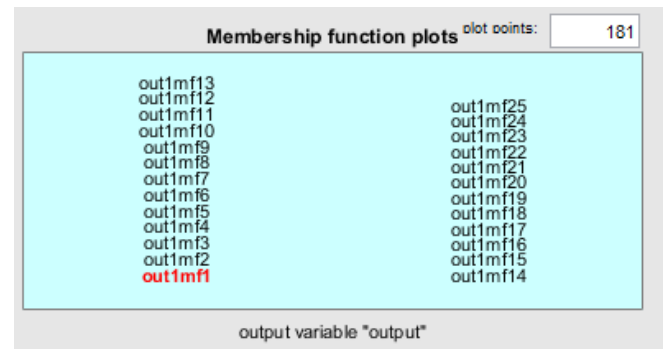 Membership function plots plot points: 181
out1mf13
out1mf12
out1mf11
out1mf10
out1mf9
out1mf8
out1mf7
out1mf6
out1mf5
out1mf4
out1mf3
out1mf2
out1mf1
out1mf25
out1mf24
out1mf23
out1mf22
out1mf21
out1mf20
out1mf19
out1mf18
out1mf17
out1mf16
out1mf15
out1mf14
output variable "output"